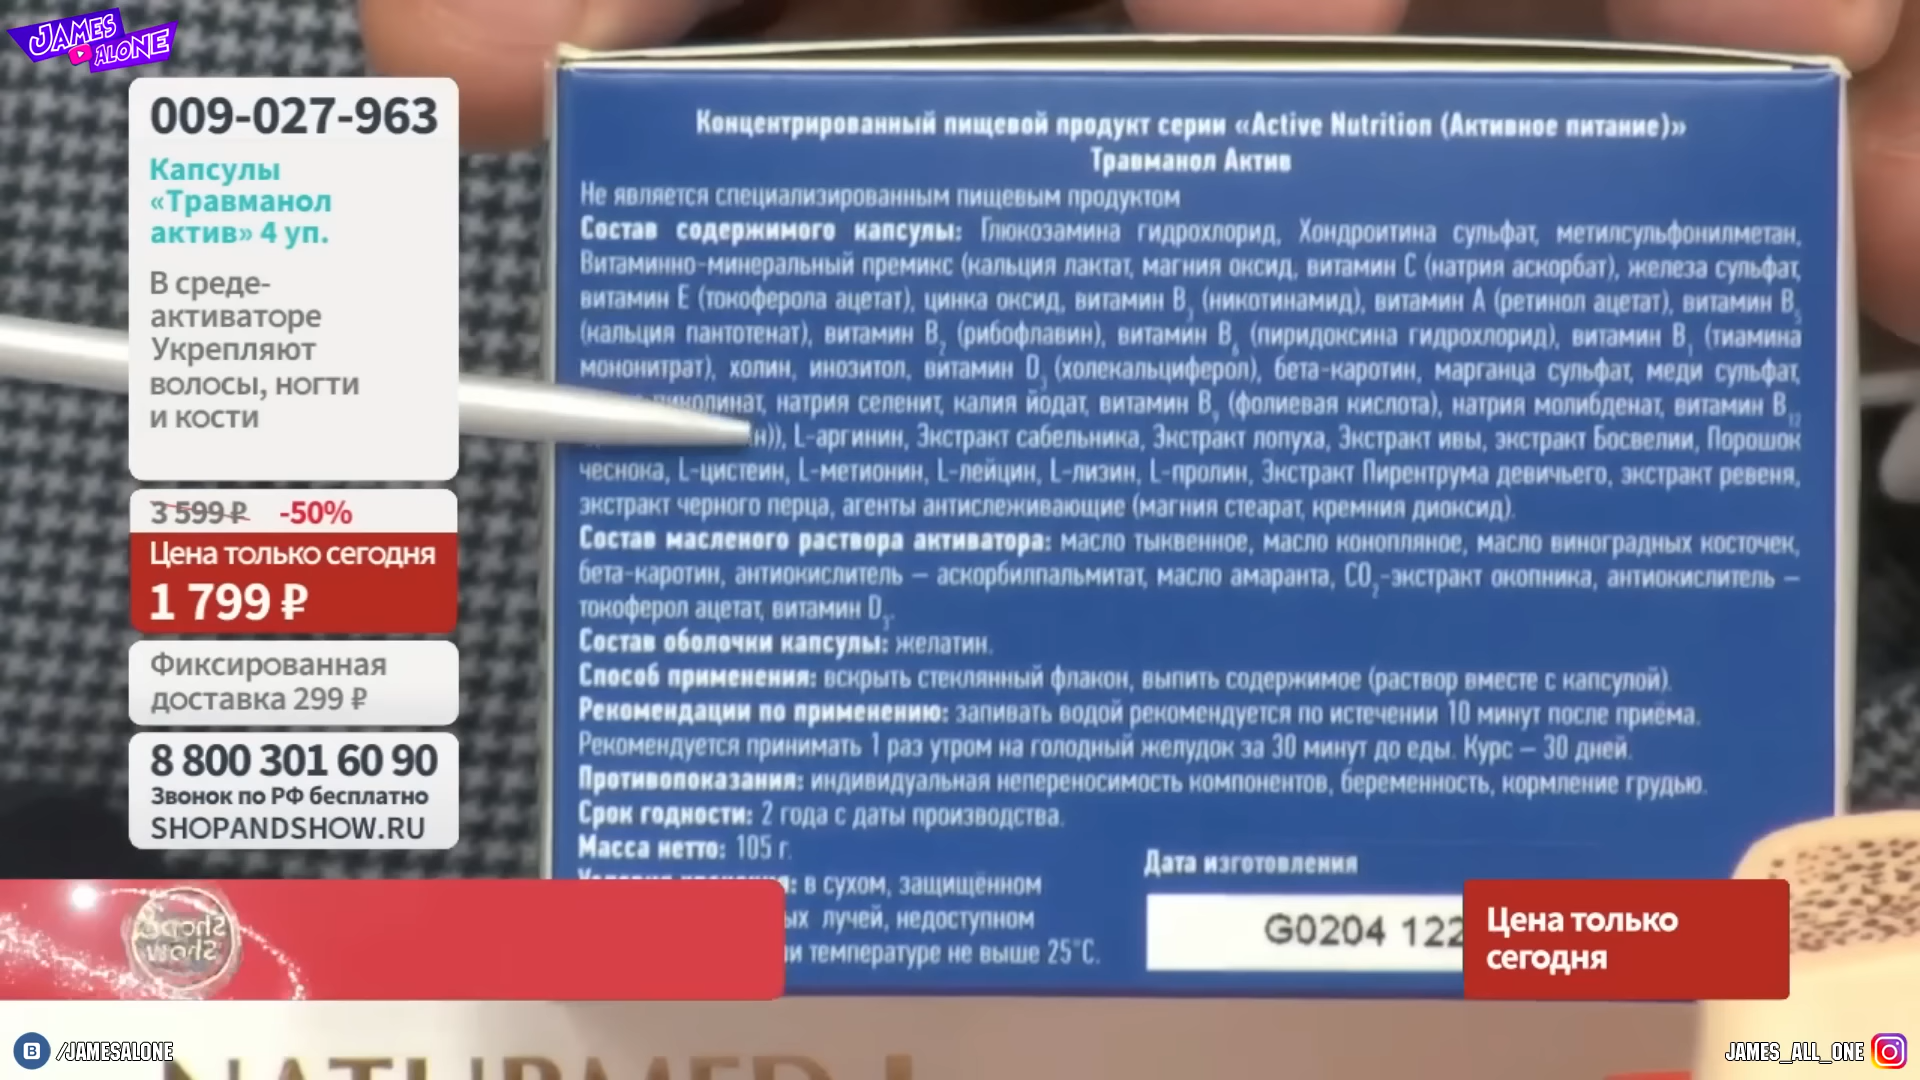 JAMES
ALONE
009-027-963
Капсулы
«Травманол
актив» 4 уп.
В среде-
активаторе
Укрепляют
волосы, ногти
и кости
3 599 ₽ -50%
Цена только сегодня
1 799 ₽
Фиксированная
доставка 299 ₽
8 800 301 60 90
Звонок по РФ бесплатно
SHOPANDSHOW.RU
Концентрированный пищевой продукт серии «Active Nutrition (Активное питание)»
Травманол Актив
Не является специализированным пищевым продуктом
Состав содержимого капсулы: Глюкозамина гидрохлорид, Хондроитина сульфат, метилсульфонилметан,
Витаминно-минеральный премикс (кальция лактат, магния оксид, витамин С (натрия аскорбат), железа сульфат,
витамин Е (токоферола ацетат), цинка оксид, витамин B3 (никотинамид), витамин А (ретинол ацетат), витамин B5
(кальция пантотенат), витамин B2 (рибофлавин), витамин B6 (пиридоксина гидрохлорид), витамин B1 (тиамина
мононитрат), холин, инозитол, витамин D3 (холекальциферол), бета-каротин, марганца сульфат, меди сульфат,
пиколинат, натрия селенит, калия йодат, витамин B9 (фолиевая кислота), натрия молибденат, витамин B12
н)), L-аргинин, Экстракт сабельника, Экстракт лопуха, Экстракт ивы, экстракт Босвелии, Порошок
чеснока, L-цистеин, L-метионин, L-лейцин, L-лизин, L-пролин, Экстракт Пирентрума девичьего, экстракт ревеня,
экстракт черного перца, агенты антислеживающие (магния стеарат, кремния диоксид).
Состав масленого раствора активатора: масло тыквенное, масло конопляное, масло виноградных косточек,
бета-каротин, антиокислитель – аскорбилпальмитат, масло амаранта, CO2-экстракт окопника, антиокислитель –
токоферол ацетат, витамин D3.
Состав оболочки капсулы: желатин.
Способ применения: вскрыть стеклянный флакон, выпить содержимое (раствор вместе с капсулой).
Рекомендации по применению: запивать водой рекомендуется по истечении 10 минут после приёма.
Рекомендуется принимать 1 раз утром на голодный желудок за 30 минут до еды. Курс – 30 дней.
Противопоказания: индивидуальная непереносимость компонентов, беременность, кормление грудью.
Срок годности: 2 года с даты производства.
Масса нетто: 105 г.
в сухом, защищённом
ых лучей, недоступном
и температуре не выше 25°C.
Дата изготовления
G0204 122
Цена только
сегодня
Shop&
Show
/JAMESALONE
JAMES_ALL_ONE